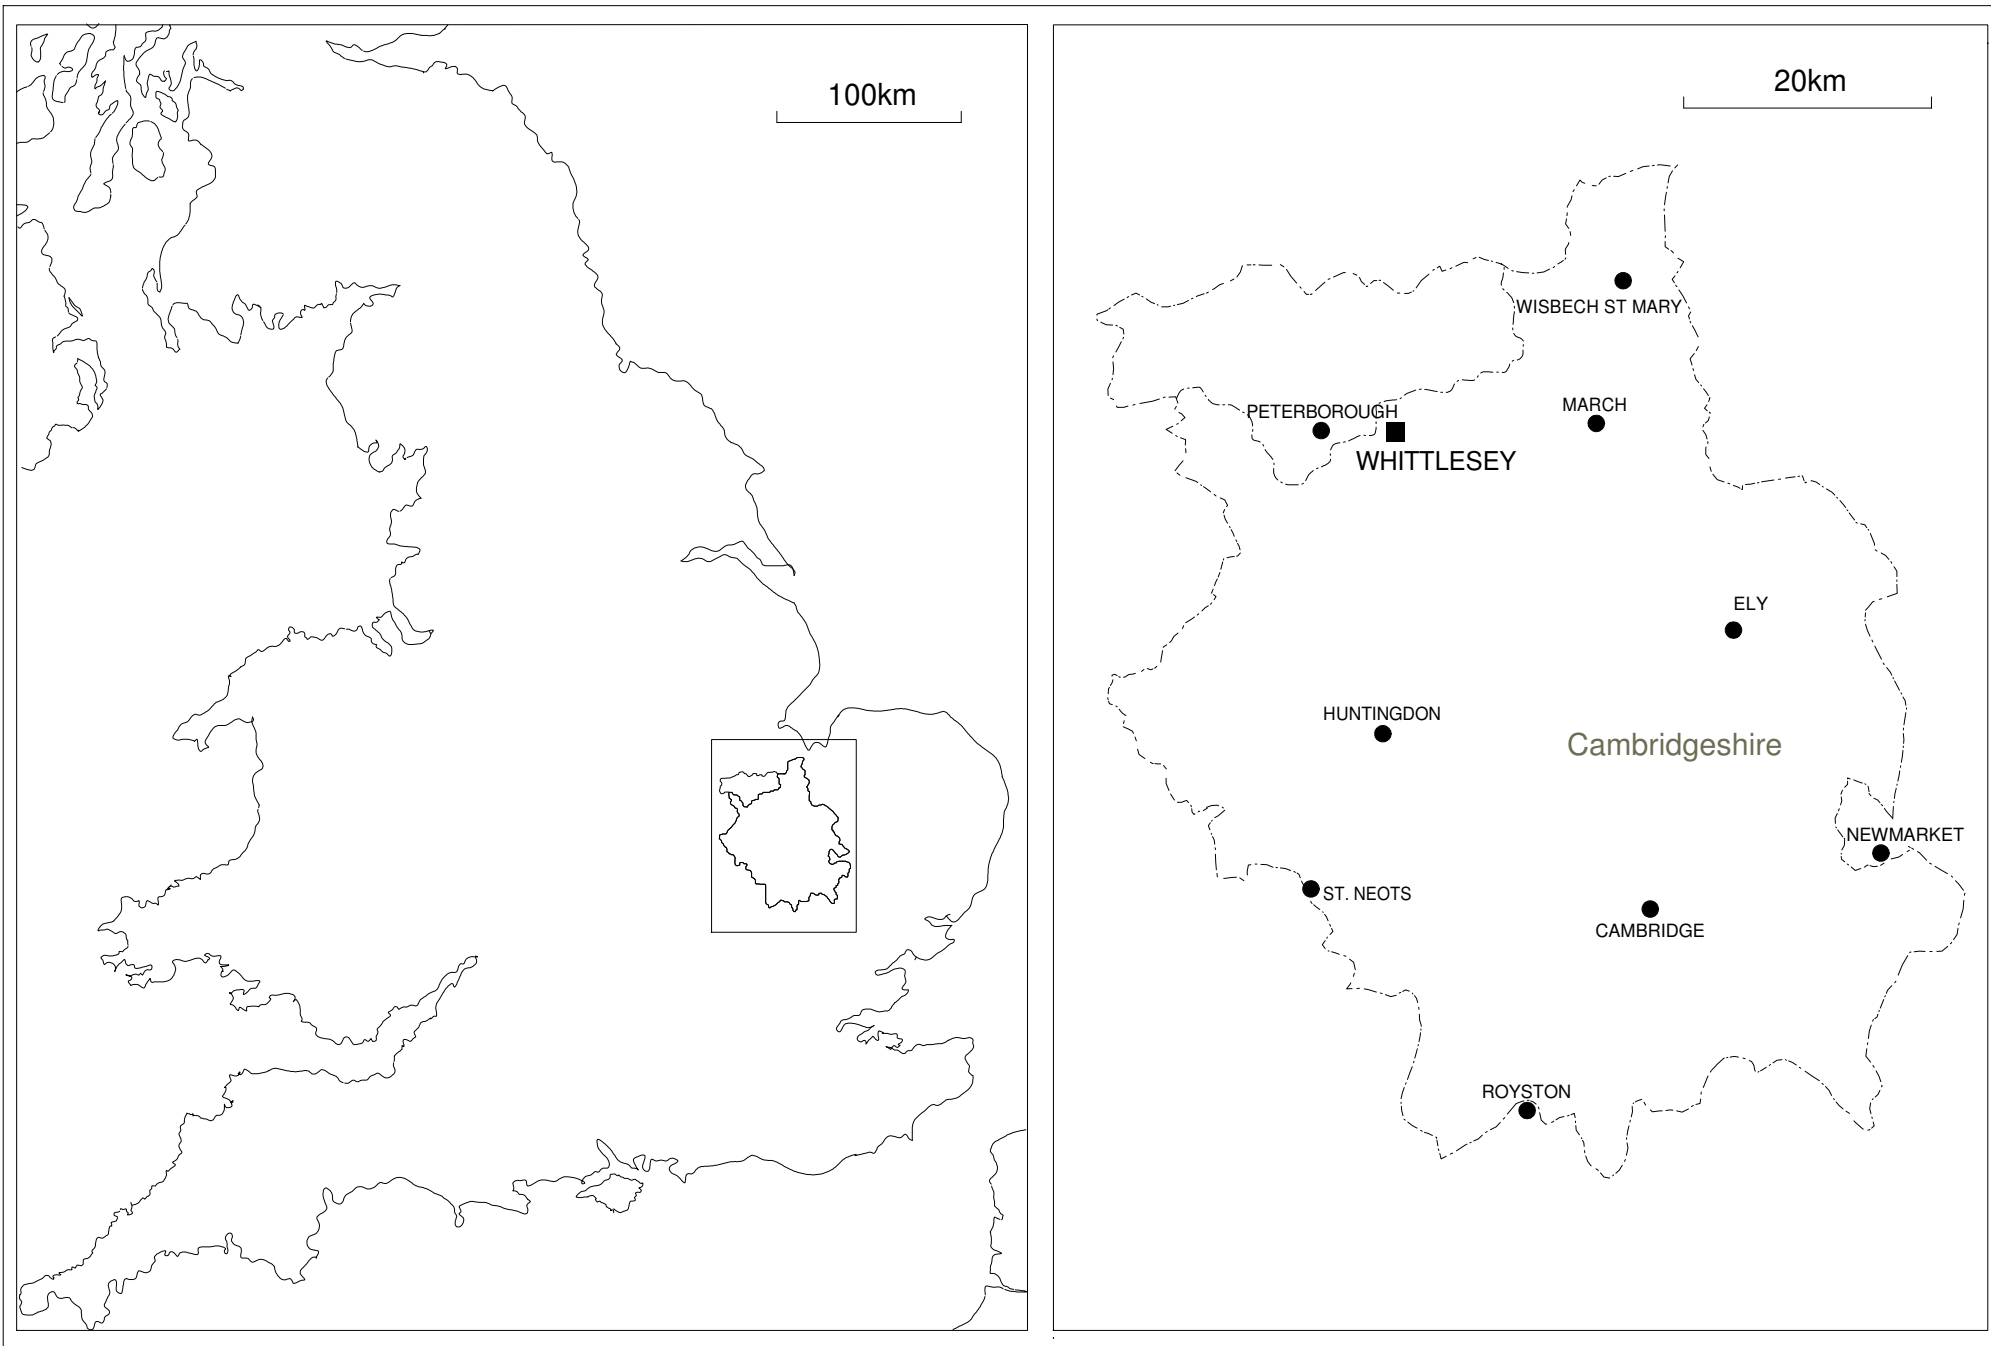 100km
20km
WISBECH ST MARY
MARCH
PETERBOROUGH
WHITTLESEY
ELY
HUNTINGDON
Cambridgeshire
NEWMARKET
ST. NEOTS
CAMBRIDGE
ROYSTON